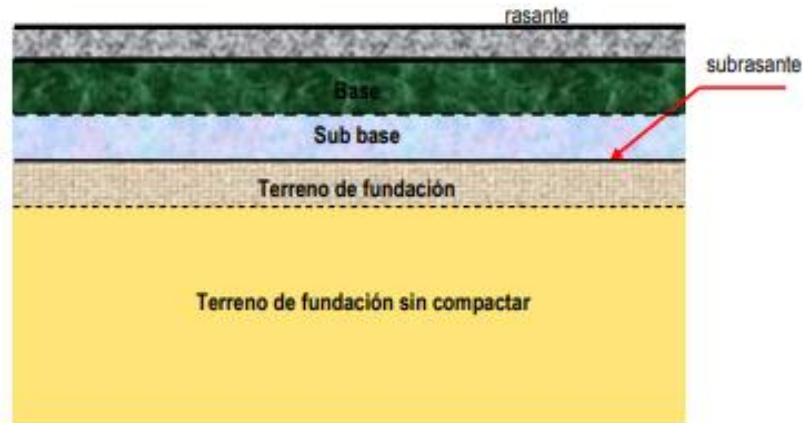 rasante
subrasante
Base
Sub base
Terreno de fundación
Terreno de fundación sin compactar